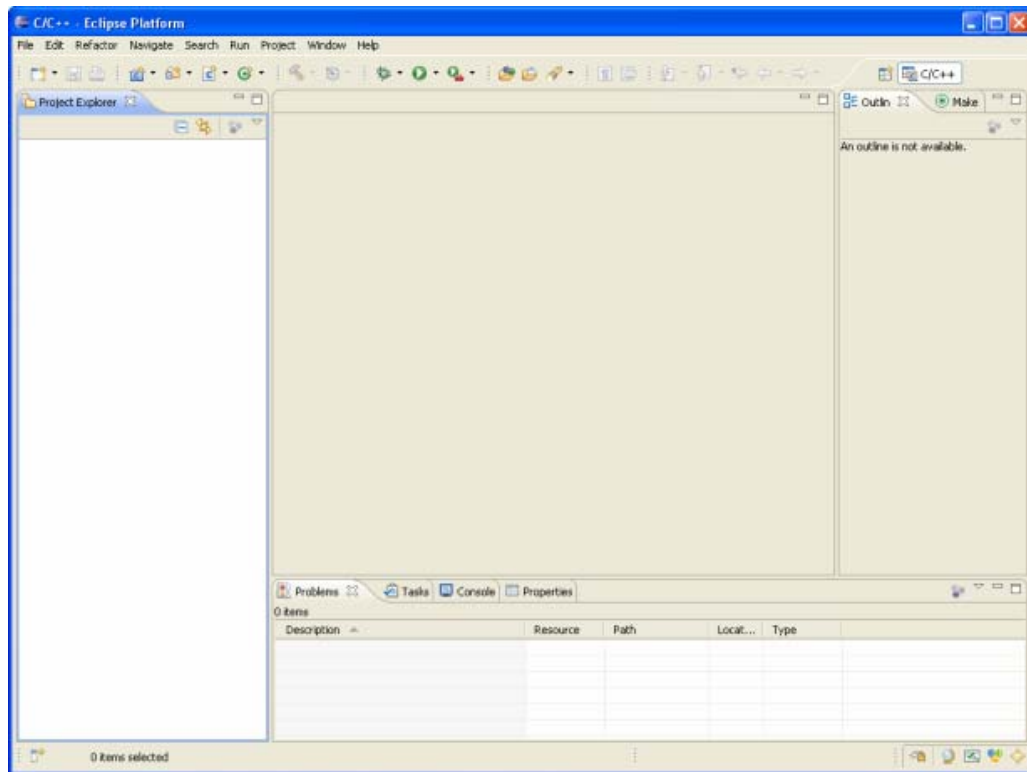 C/C++ - Eclipse Platform
File Edit Refactor Navigate Search Run Project Window Help
C/C++
Project Explorer
Outlin Make
An outline is not available.
Problems Tasks Console Properties
0 items
Description Resource Path Locat... Type
0 items selected